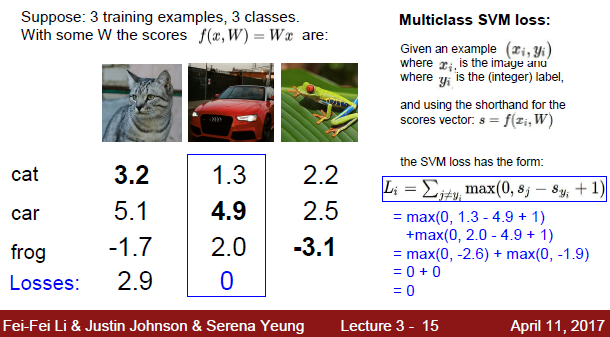 Suppose: 3 training examples, 3 classes.
With some W the scores f(x, W) = Wx are:
cat 3.2 1.3 2.2
car 5.1 4.9 2.5
frog -1.7 2.0 -3.1
Losses: 2.9 0
Multiclass SVM loss:
Given an example (x_i, y_i)
where x_i is the image and
where y_i is the (integer) label,
and using the shorthand for the
scores vector: s = f(x_i, W)
the SVM loss has the form:
L_i = ∑_{j≠y_i} max(0, s_j − s_{y_i} + 1)
= max(0, 1.3 - 4.9 + 1)
+max(0, 2.0 - 4.9 + 1)
= max(0, -2.6) + max(0, -1.9)
= 0 + 0
= 0
Fei-Fei Li & Justin Johnson & Serena Yeung Lecture 3 - 15 April 11, 2017